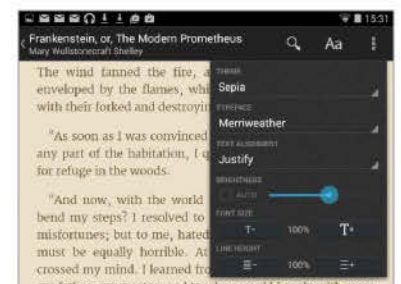 15:31
Frankenstein, or, The Modern Prometheus
Mary Wollstonecraft Shelley
Aa
The wind fanned the fire, a
enveloped by the flames, whi
with their forked and destroyin
"As soon as I was convinced
any part of the habitation, I q
for refuge in the woods.
"And now, with the world
bend my steps? I resolved to
misfortunes; but to me, hated
must be equally horrible. At
crossed my mind. I learned fro
THEME
Sepia
TYPEFACE
Merriweather
TEXT ALIGNMENT
Justify
BRIGHTNESS
AUTO
FONT SIZE
T- 100% T+
LINE HEIGHT
- 100% +